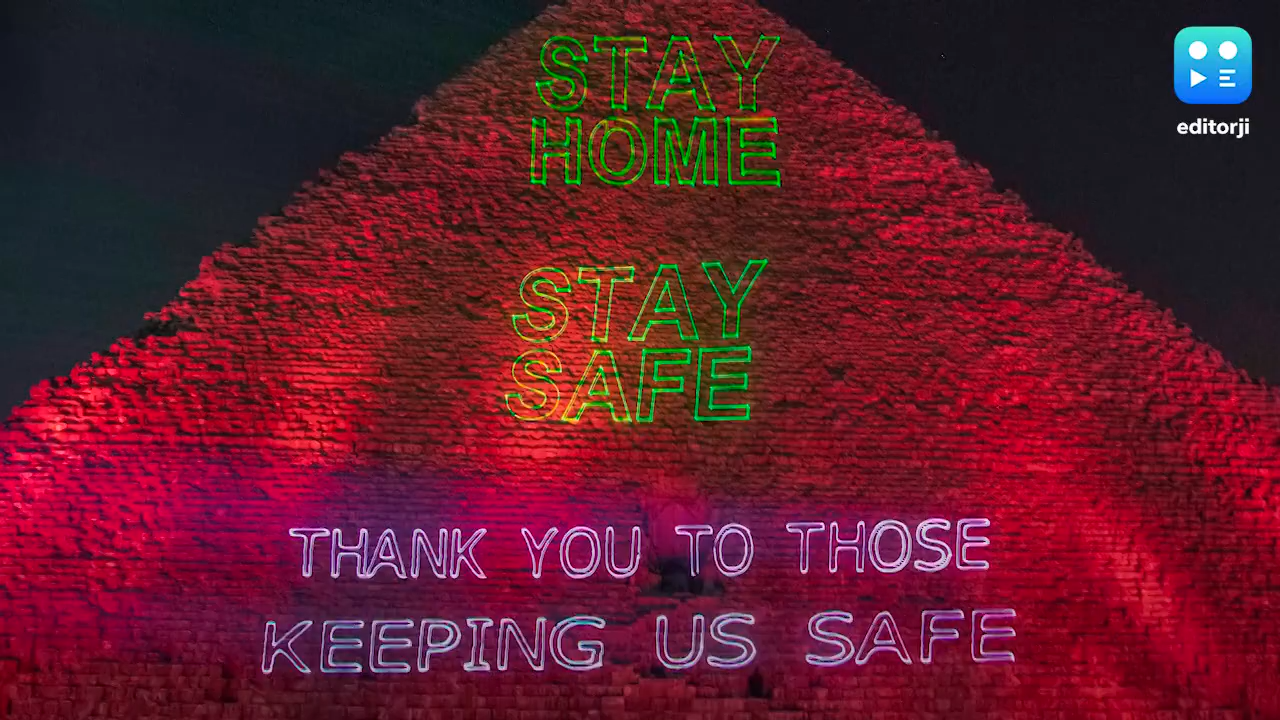 STAY
HOME
STAY
SAFE
THANK YOU TO THOSE
KEEPING US SAFE
editorji